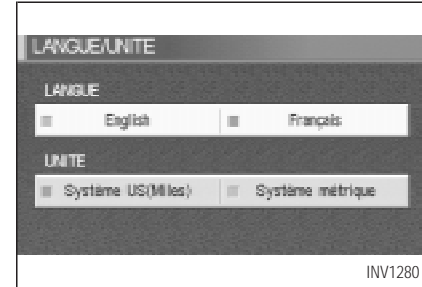 LANGUE/UNITE
LANGUE
English Français
UNITE
Système US(Miles) Système métrique
INV1280